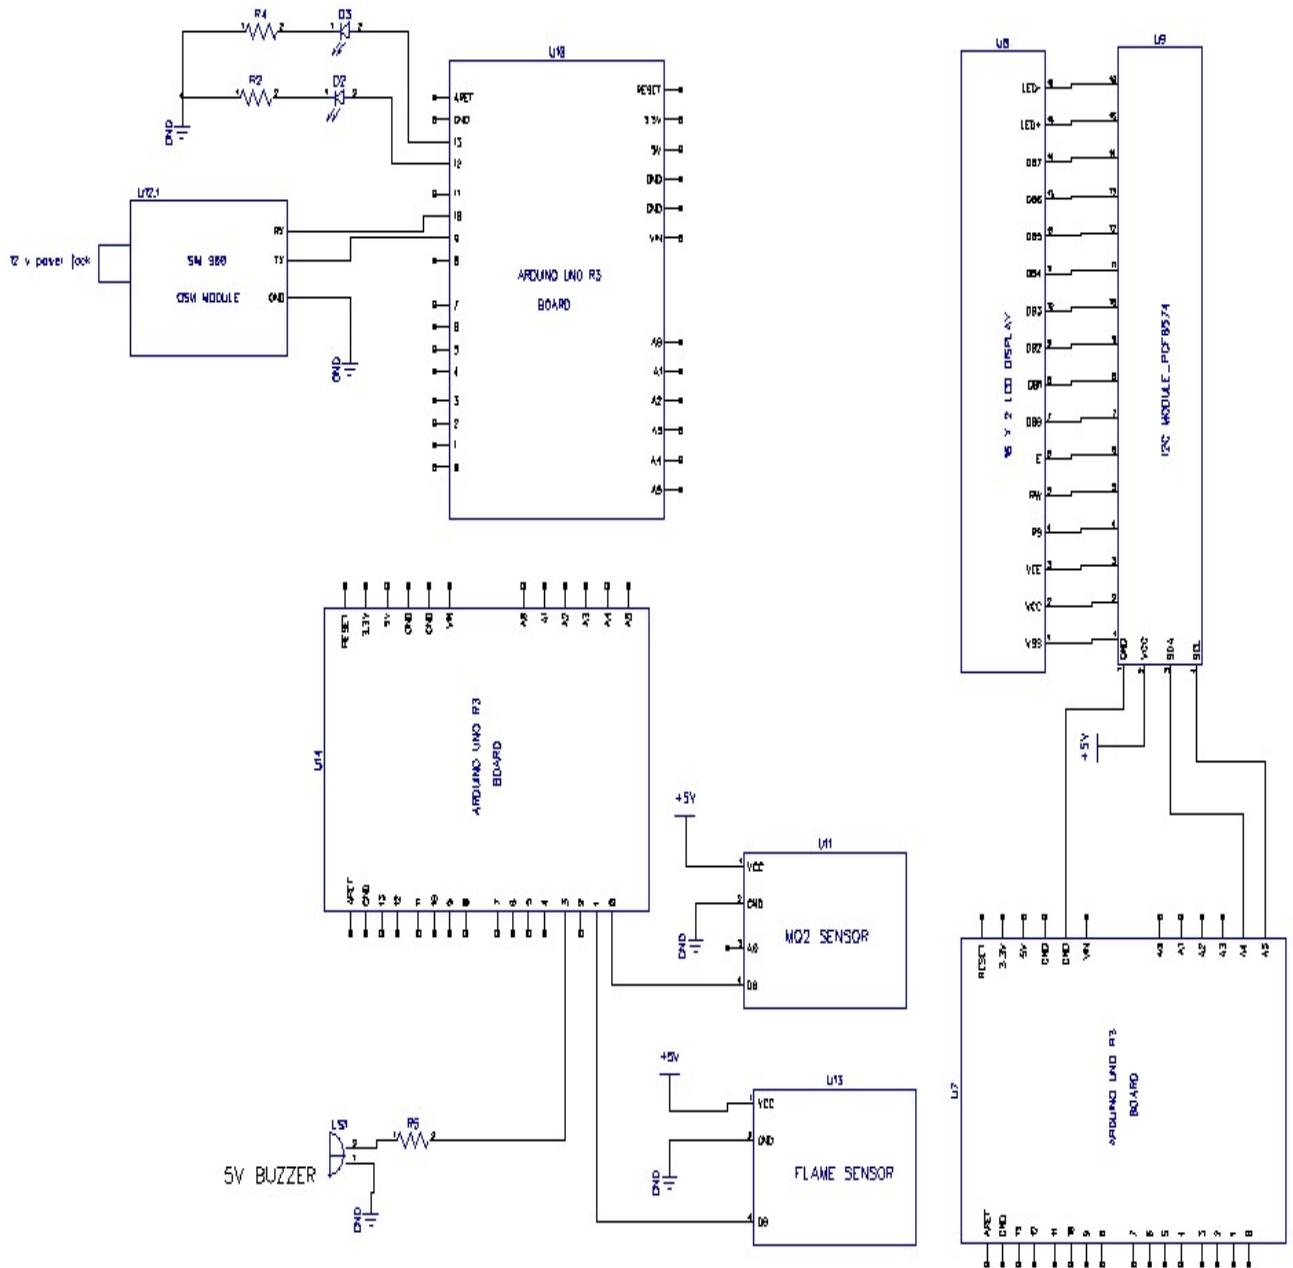 R4
D3
R2
D2
GND
U10
AREF
GND
13
12
11
10
9
8
7
6
5
4
3
2
1
0
RESET
3.3V
5V
GND
GND
VIN
A0
A1
A2
A3
A4
A5
ARDUINO UNO R3
BOARD
U12.1
12 v power jack
SIM 900
GSM MODULE
RX
TX
GND
GND
U8
U9
LED-
LED+
DB7
DB6
DB5
DB4
DB3
DB2
DB1
DB0
E
RW
RS
VEE
VCC
VSS
16 X 2 LCD DISPLAY
I2C MODULE_PCF8574
GND
VCC
SDA
SCL
1
2
3
4
+5V
RESET
3.3V
5V
GND
GND
VIN
A0
A1
A2
A3
A4
A5
U14
ARDUINO UNO R3
BOARD
AREF
GND
13
12
11
10
9
8
7
6
5
4
3
2
1
0
+5V
U11
VCC
GND
A0
D0
GND
MQ2 SENSOR
+5V
U13
VCC
GND
D0
GND
FLAME SENSOR
LS1
R5
5V BUZZER
GND
RESET
3.3V
5V
GND
GND
VIN
A0
A1
A2
A3
A4
A5
U7
ARDUINO UNO R3
BOARD
AREF
GND
13
12
11
10
9
8
7
6
5
4
3
2
1
0